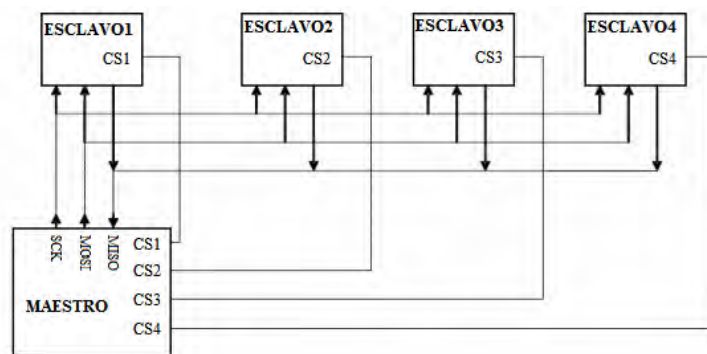 ESCLAVO1
CS1
ESCLAVO2
CS2
ESCLAVO3
CS3
ESCLAVO4
CS4
SCK
MOSI
MISO
CS1
CS2
MAESTRO
CS3
CS4